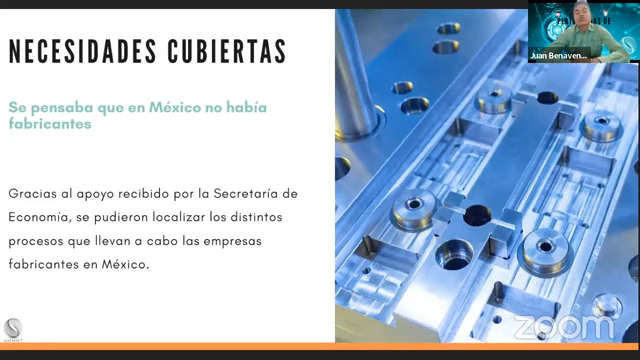 NECESIDADES CUBIERTAS
Se pensaba que en México no había
fabricantes
Gracias al apoyo recibido por la Secretaría de
Economía, se pudieron localizar los distintos
procesos que llevan a cabo las empresas
fabricantes en México.
Juan Benaven...
zoom